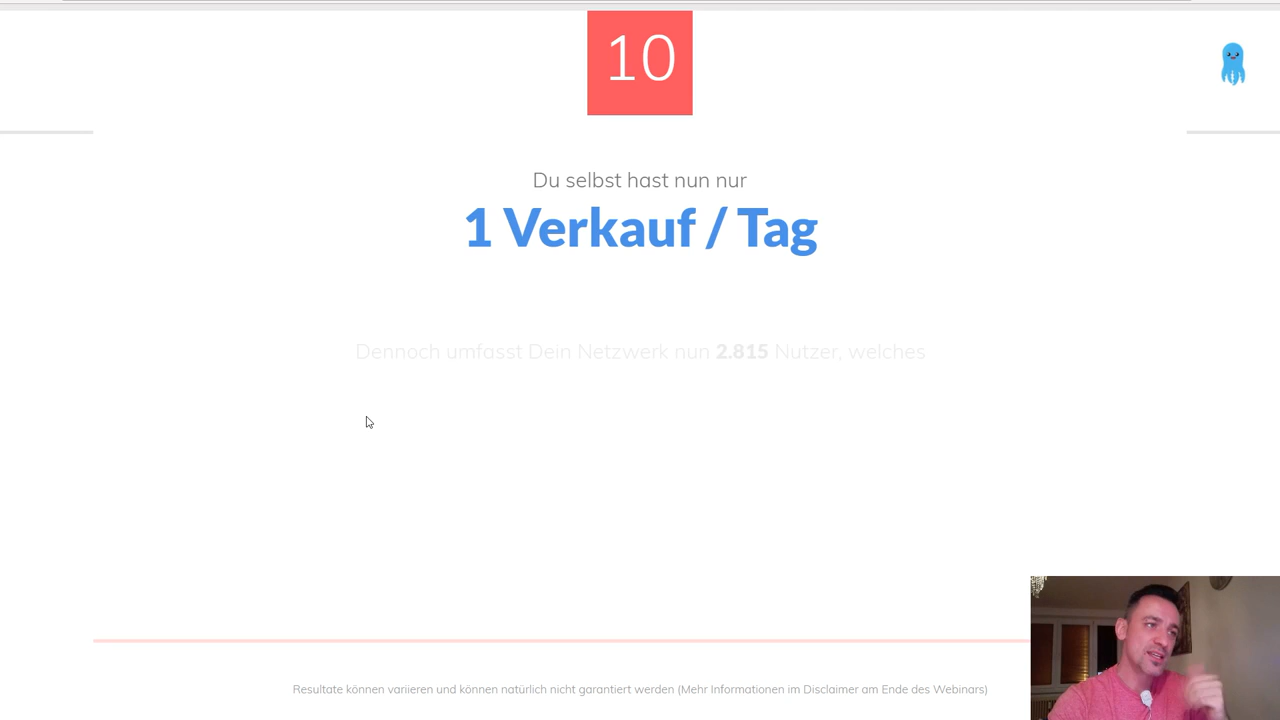 10
Du selbst hast nun nur
1 Verkauf / Tag
Dennoch umfasst Dein Netzwerk nun 2.815 Nutzer, welches
Resultate können variieren und können natürlich nicht garantiert werden (Mehr Informationen im Disclaimer am Ende des Webinars)